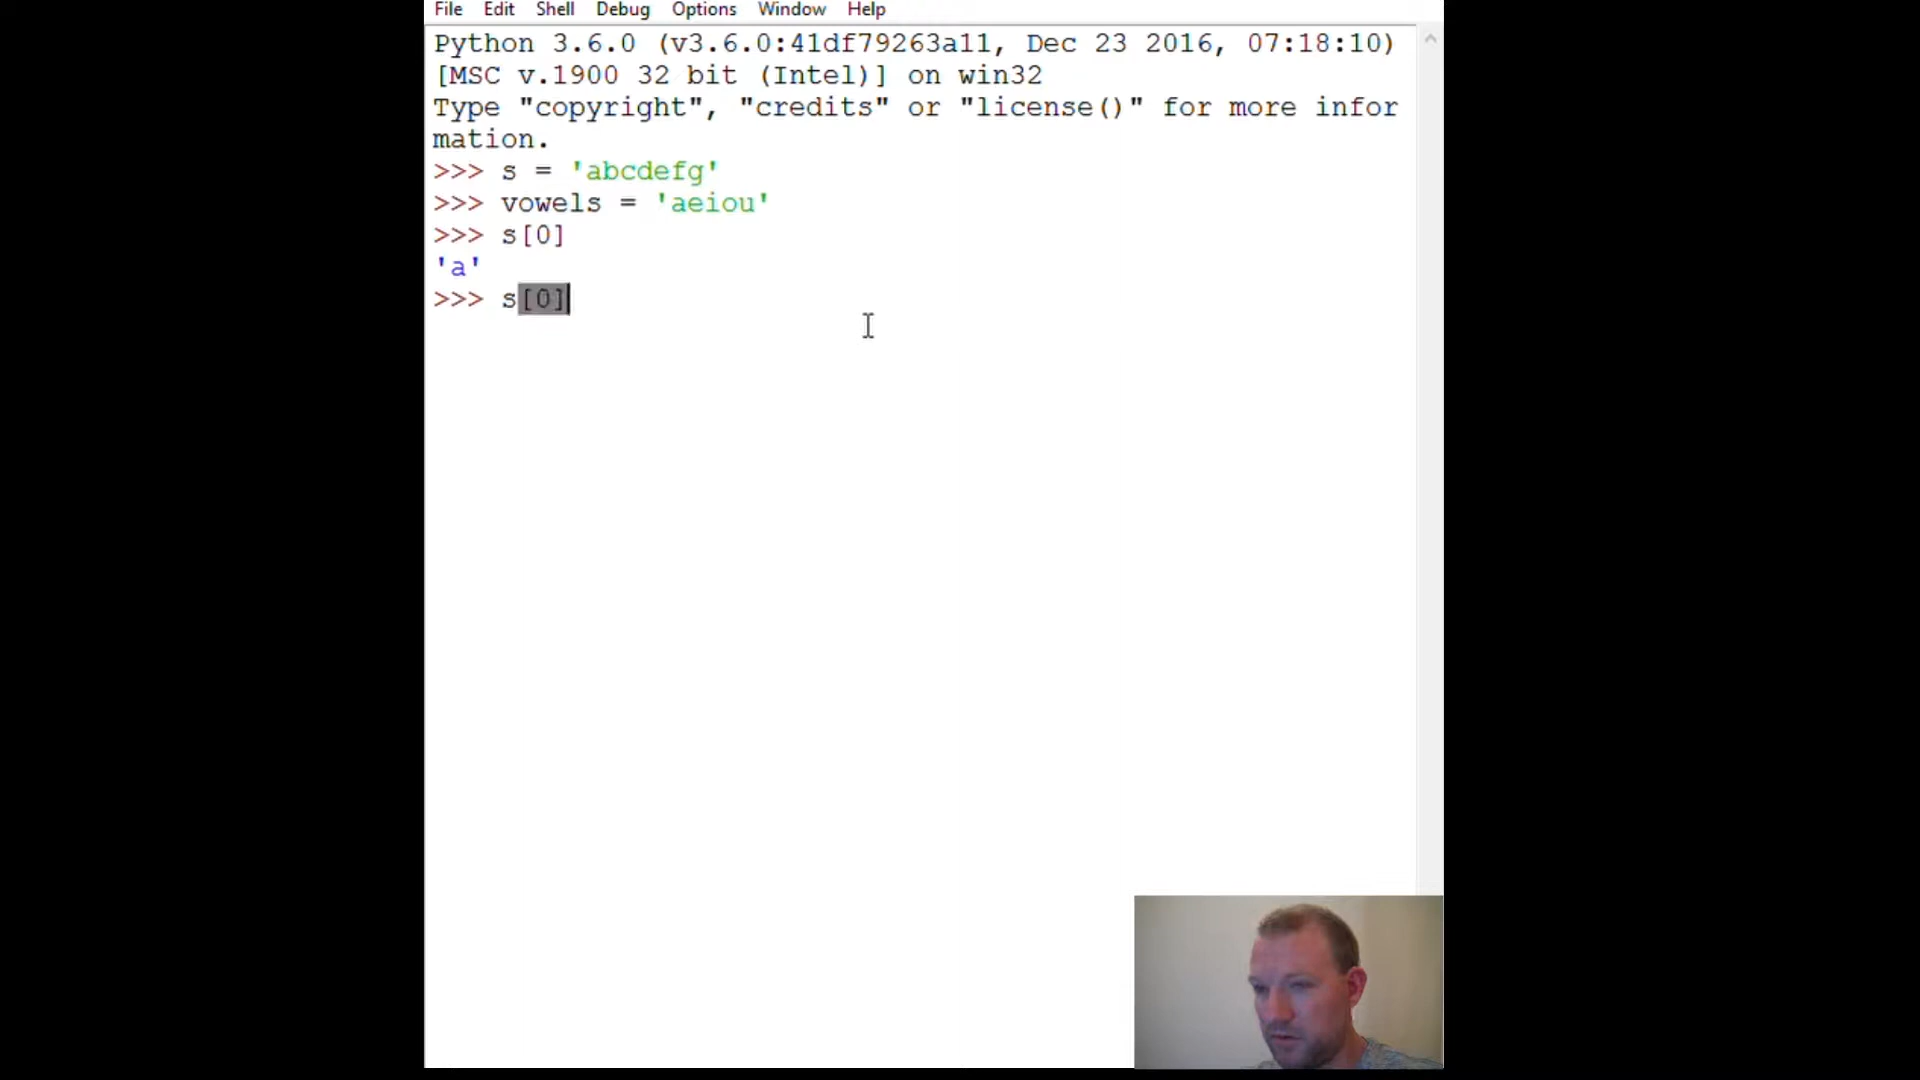 File Edit Shell Debug Options Window Help
Python 3.6.0 (v3.6.0:41df79263a11, Dec 23 2016, 07:18:10)
[MSC v.1900 32 bit (Intel)] on win32
Type "copyright", "credits" or "license()" for more infor
mation.
>>> s = 'abcdefg'
>>> vowels = 'aeiou'
>>> s[0]
'a'
>>> s[0]